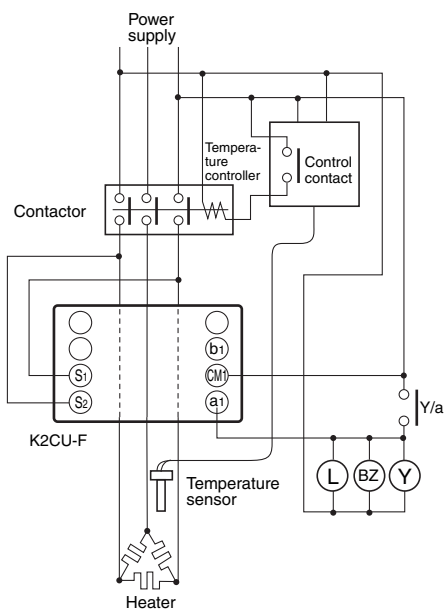 Power
supply
Tempera-
ture
controller
Control
contact
Contactor
b1
S1
CM1
S2
a1
Y/a
K2CU-F
L
BZ
Y
Temperature
sensor
Heater